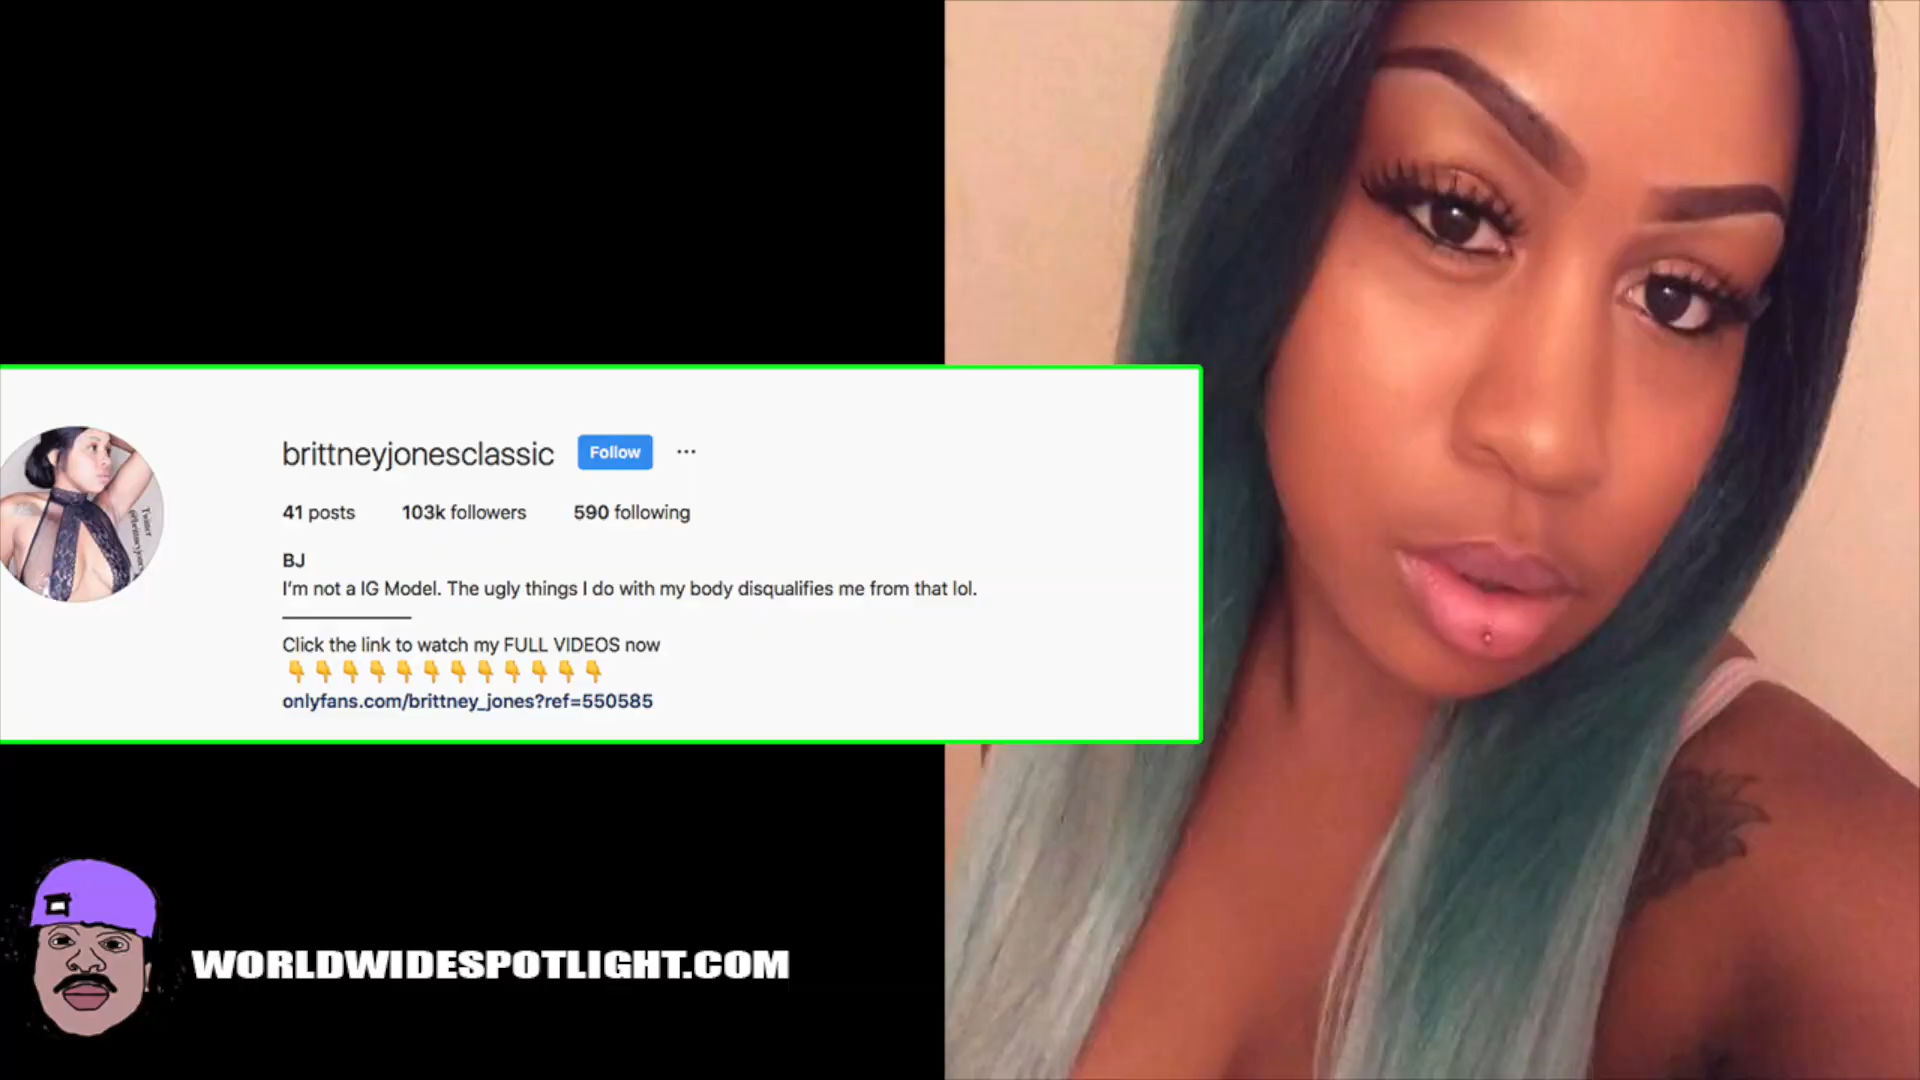 brittneyjonesclassic Follow ...
41 posts 103k followers 590 following
BJ
I'm not a IG Model. The ugly things I do with my body disqualifies me from that lol.
Click the link to watch my FULL VIDEOS now
👇👇👇👇👇👇👇👇👇👇👇👇
onlyfans.com/brittney_jones?ref=550585
Twitter
WORLDWIDESPOTLIGHT.COM